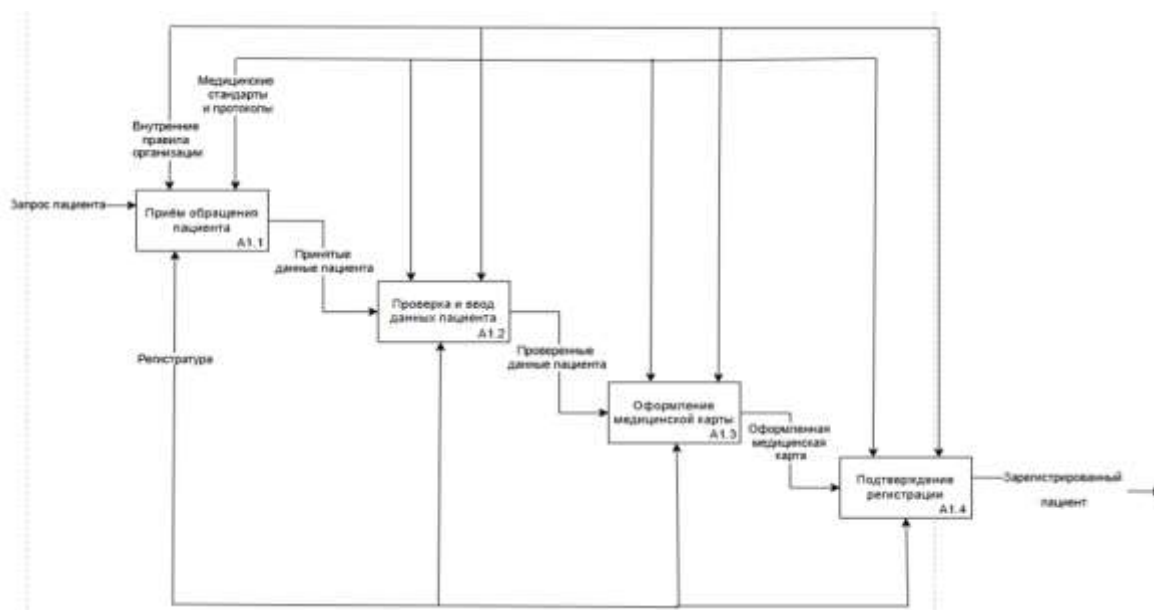 Медицинские
стандарты
и протоколы
Внутренние
правила
организации
Запрос пациента
Приём обращения
пациента
А1.1
Принятые
данные пациента
Проверка и ввод
данных пациента
А1.2
Регистратура
Проверенные
данные пациента
Оформление
медицинской карты
А1.3
Оформленная
медицинская
карта
Подтверждение
регистрации
А1.4
Зарегистрированный
пациент